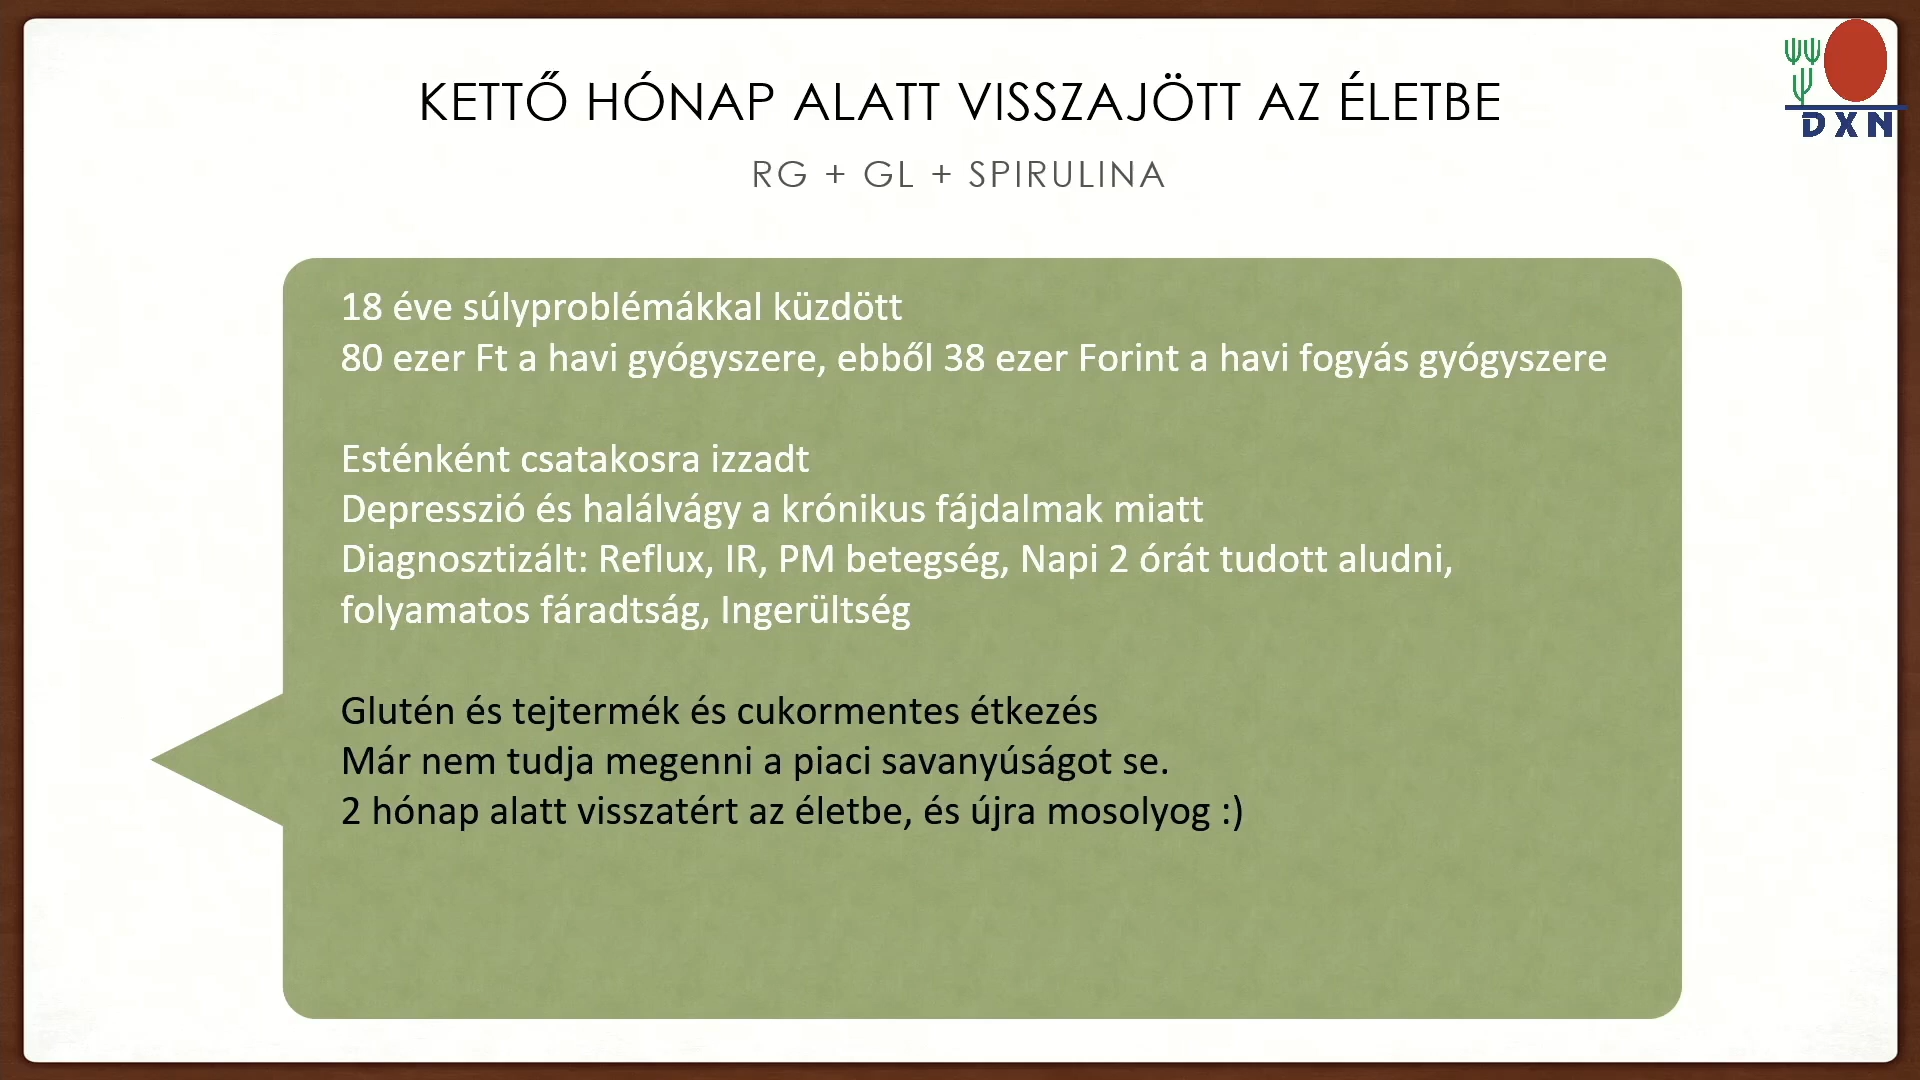 KETTŐ HÓNAP ALATT VISSZAJÖTT AZ ÉLETBE
RG + GL + SPIRULINA
DXN
18 éve súlyproblémákkal küzdött
80 ezer Ft a havi gyógyszere, ebből 38 ezer Forint a havi fogyás gyógyszere
Esténként csatakosra izzadt
Depresszió és halálvágy a krónikus fájdalmak miatt
Diagnosztizált: Reflux, IR, PM betegség, Napi 2 órát tudott aludni,
folyamatos fáradtság, Ingerültség
Glutén és tejtermék és cukormentes étkezés
Már nem tudja megenni a piaci savanyúságot se.
2 hónap alatt visszatért az életbe, és újra mosolyog :)